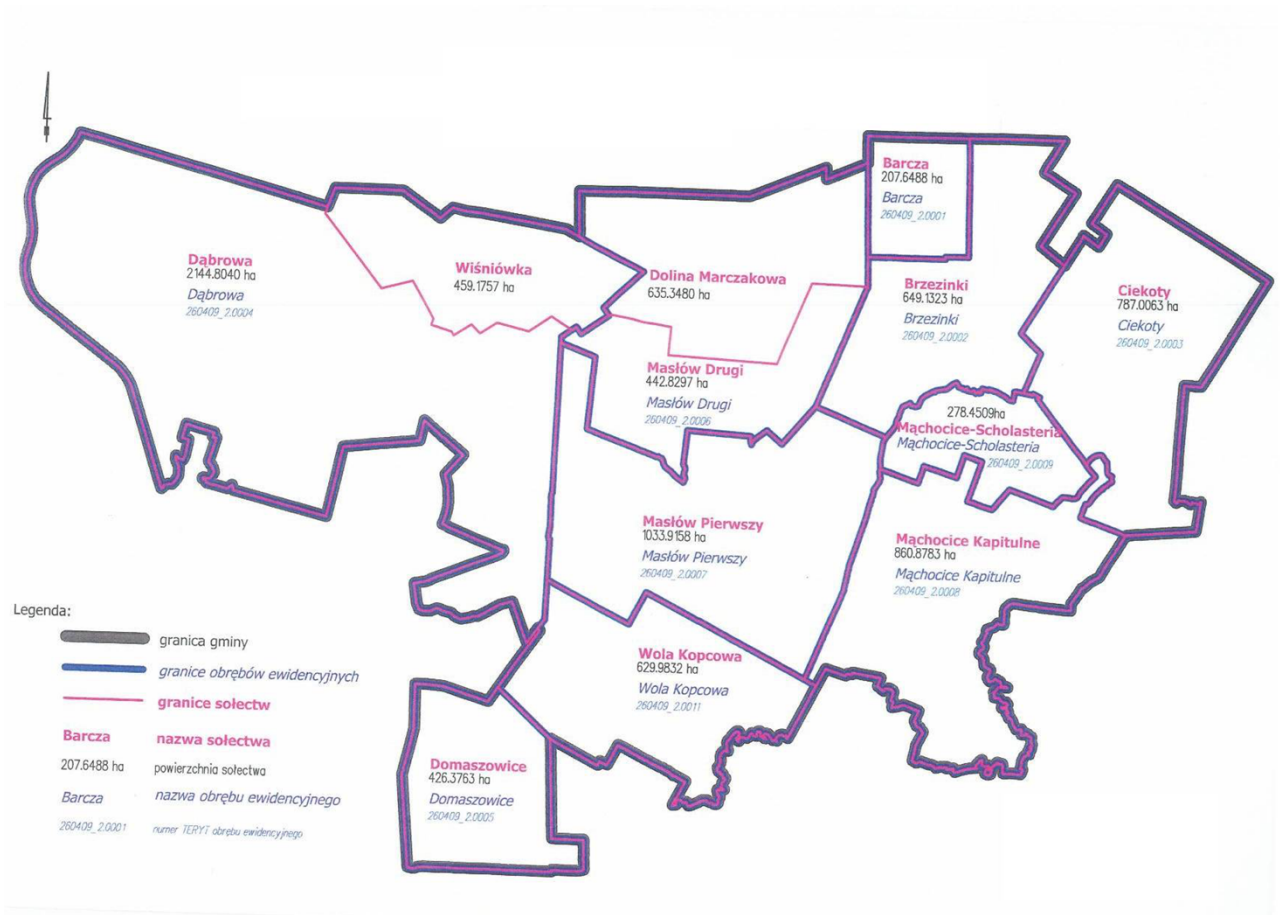 Barcza
207.6488 ha
Barcza
260409_2.0001
Dąbrowa
2144.8040 ha
Dąbrowa
260409_2.0004
Wiśniówka
459.1757 ha
Dolina Marczakowa
635.3480 ha
Brzezinki
649.1323 ha
Brzezinki
260409_2.0002
Ciekoty
787.0063 ha
Ciekoty
260409_2.0003
Masłów Drugi
442.8297 ha
Masłów Drugi
260409_2.0006
278.4509ha
Mąchocice-Scholasteria
Mąchocice-Scholasteria
260409_2.0009
Masłów Pierwszy
1033.9158 ha
Masłów Pierwszy
260409_2.0007
Mąchocice Kapitulne
860.8783 ha
Mąchocice Kapitulne
260409_2.0008
Wola Kopcowa
629.9832 ha
Wola Kopcowa
260409_2.0011
Domaszowice
426.3763 ha
Domaszowice
260409_2.0005
Legenda:
granica gminy
granice obrębów ewidencyjnych
granice sołectw
Barcza nazwa sołectwa
207.6488 ha powierzchnia sołectwa
Barcza nazwa obrębu ewidencyjnego
260409_2.0001 numer TERYT obrębu ewidencyjnego